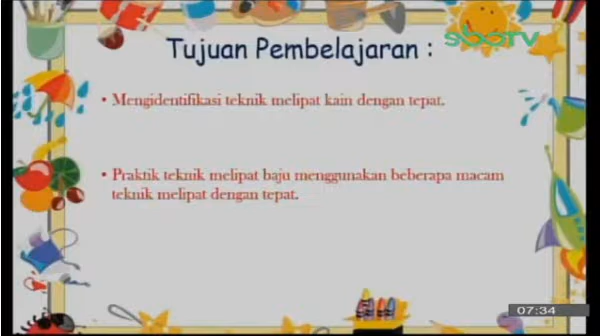 sbotv
Tujuan Pembelajaran :
• Mengidentifikasi teknik melipat kain dengan tepat.
• Praktik teknik melipat baju menggunakan beberapa macam
teknik melipat dengan tepat.
07:34